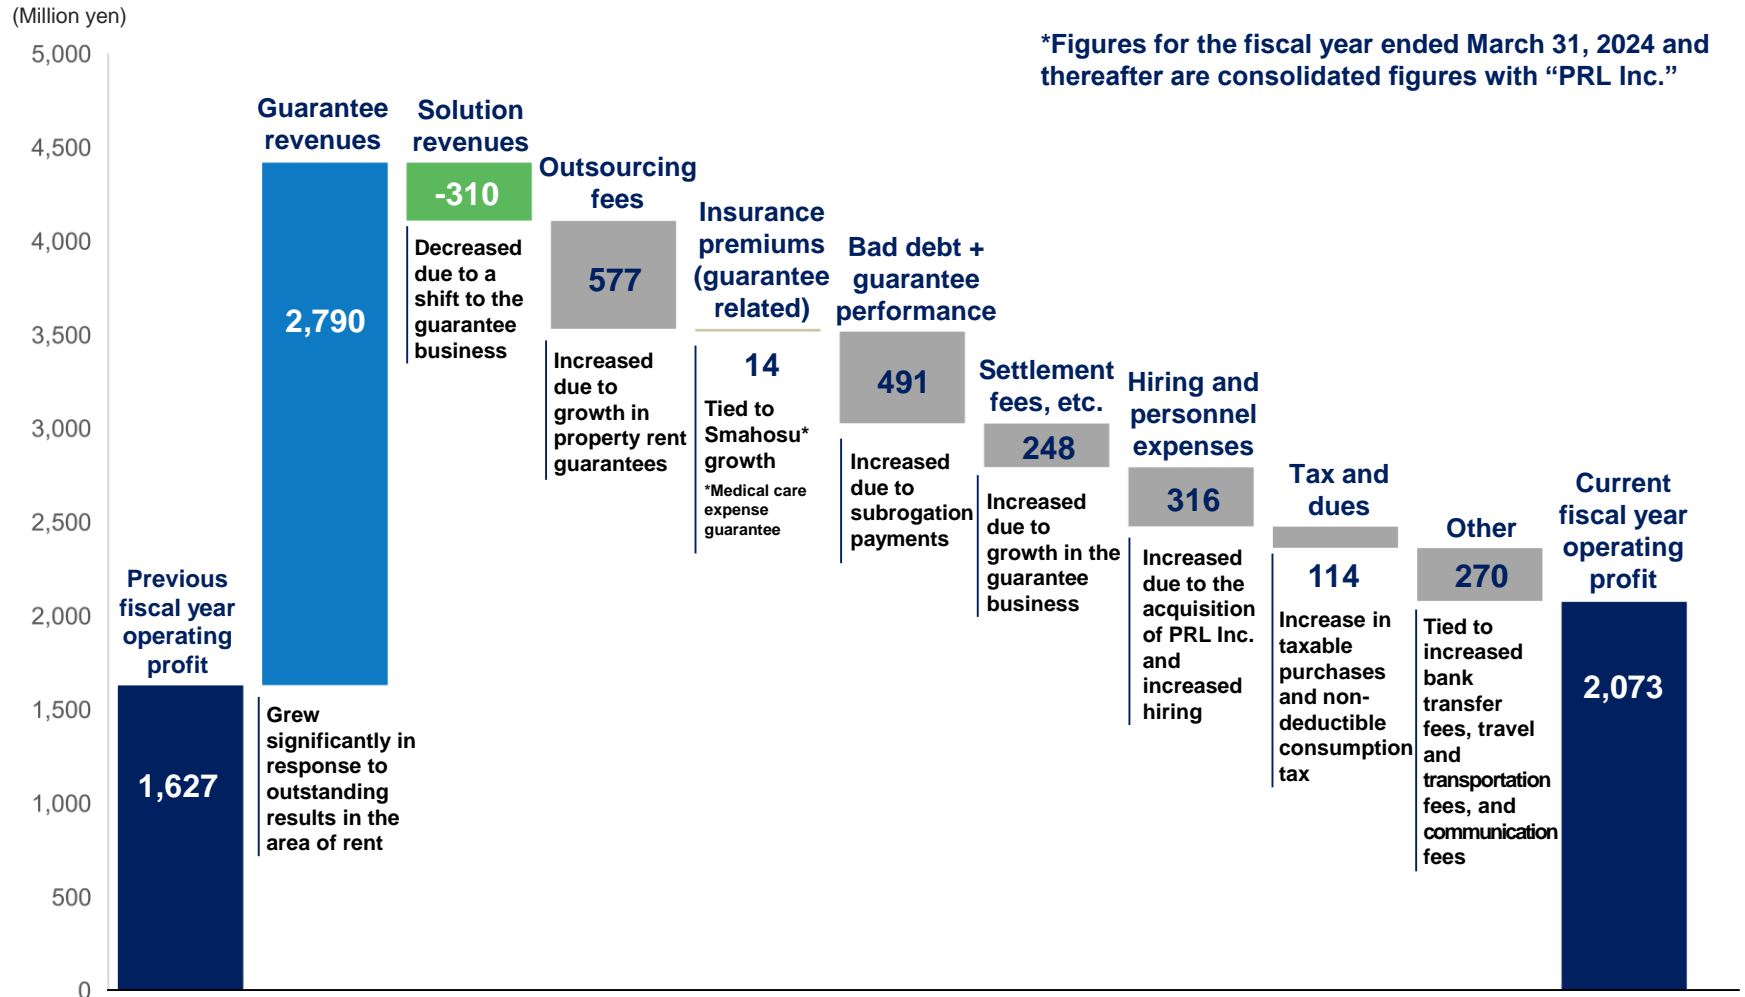 (Million yen)
*Figures for the fiscal year ended March 31, 2024 and
thereafter are consolidated figures with “PRL Inc.”
5,000
4,500
4,000
3,500
3,000
2,500
2,000
1,500
1,000
500
0
Previous
fiscal year
operating
profit
1,627
Guarantee
revenues
2,790
Grew
significantly in
response to
outstanding
results in the
area of rent
Solution
revenues
-310
Decreased
due to a
shift to the
guarantee
business
Outsourcing
fees
577
Increased
due to
growth in
property rent
guarantees
Insurance
premiums
(guarantee
related)
14
Tied to
Smahosu*
growth
*Medical care
expense
guarantee
Bad debt +
guarantee
performance
491
Increased
due to
subrogation
payments
Settlement
fees, etc.
248
Increased
due to
growth in the
guarantee
business
Hiring and
personnel
expenses
316
Increased
due to the
acquisition
of PRL Inc.
and
increased
hiring
Tax and
dues
114
Increase in
taxable
purchases
and non-
deductible
consumption
tax
Other
270
Tied to
increased
bank
transfer
fees, travel
and
transportation
fees, and
communication
fees
Current
fiscal year
operating
profit
2,073